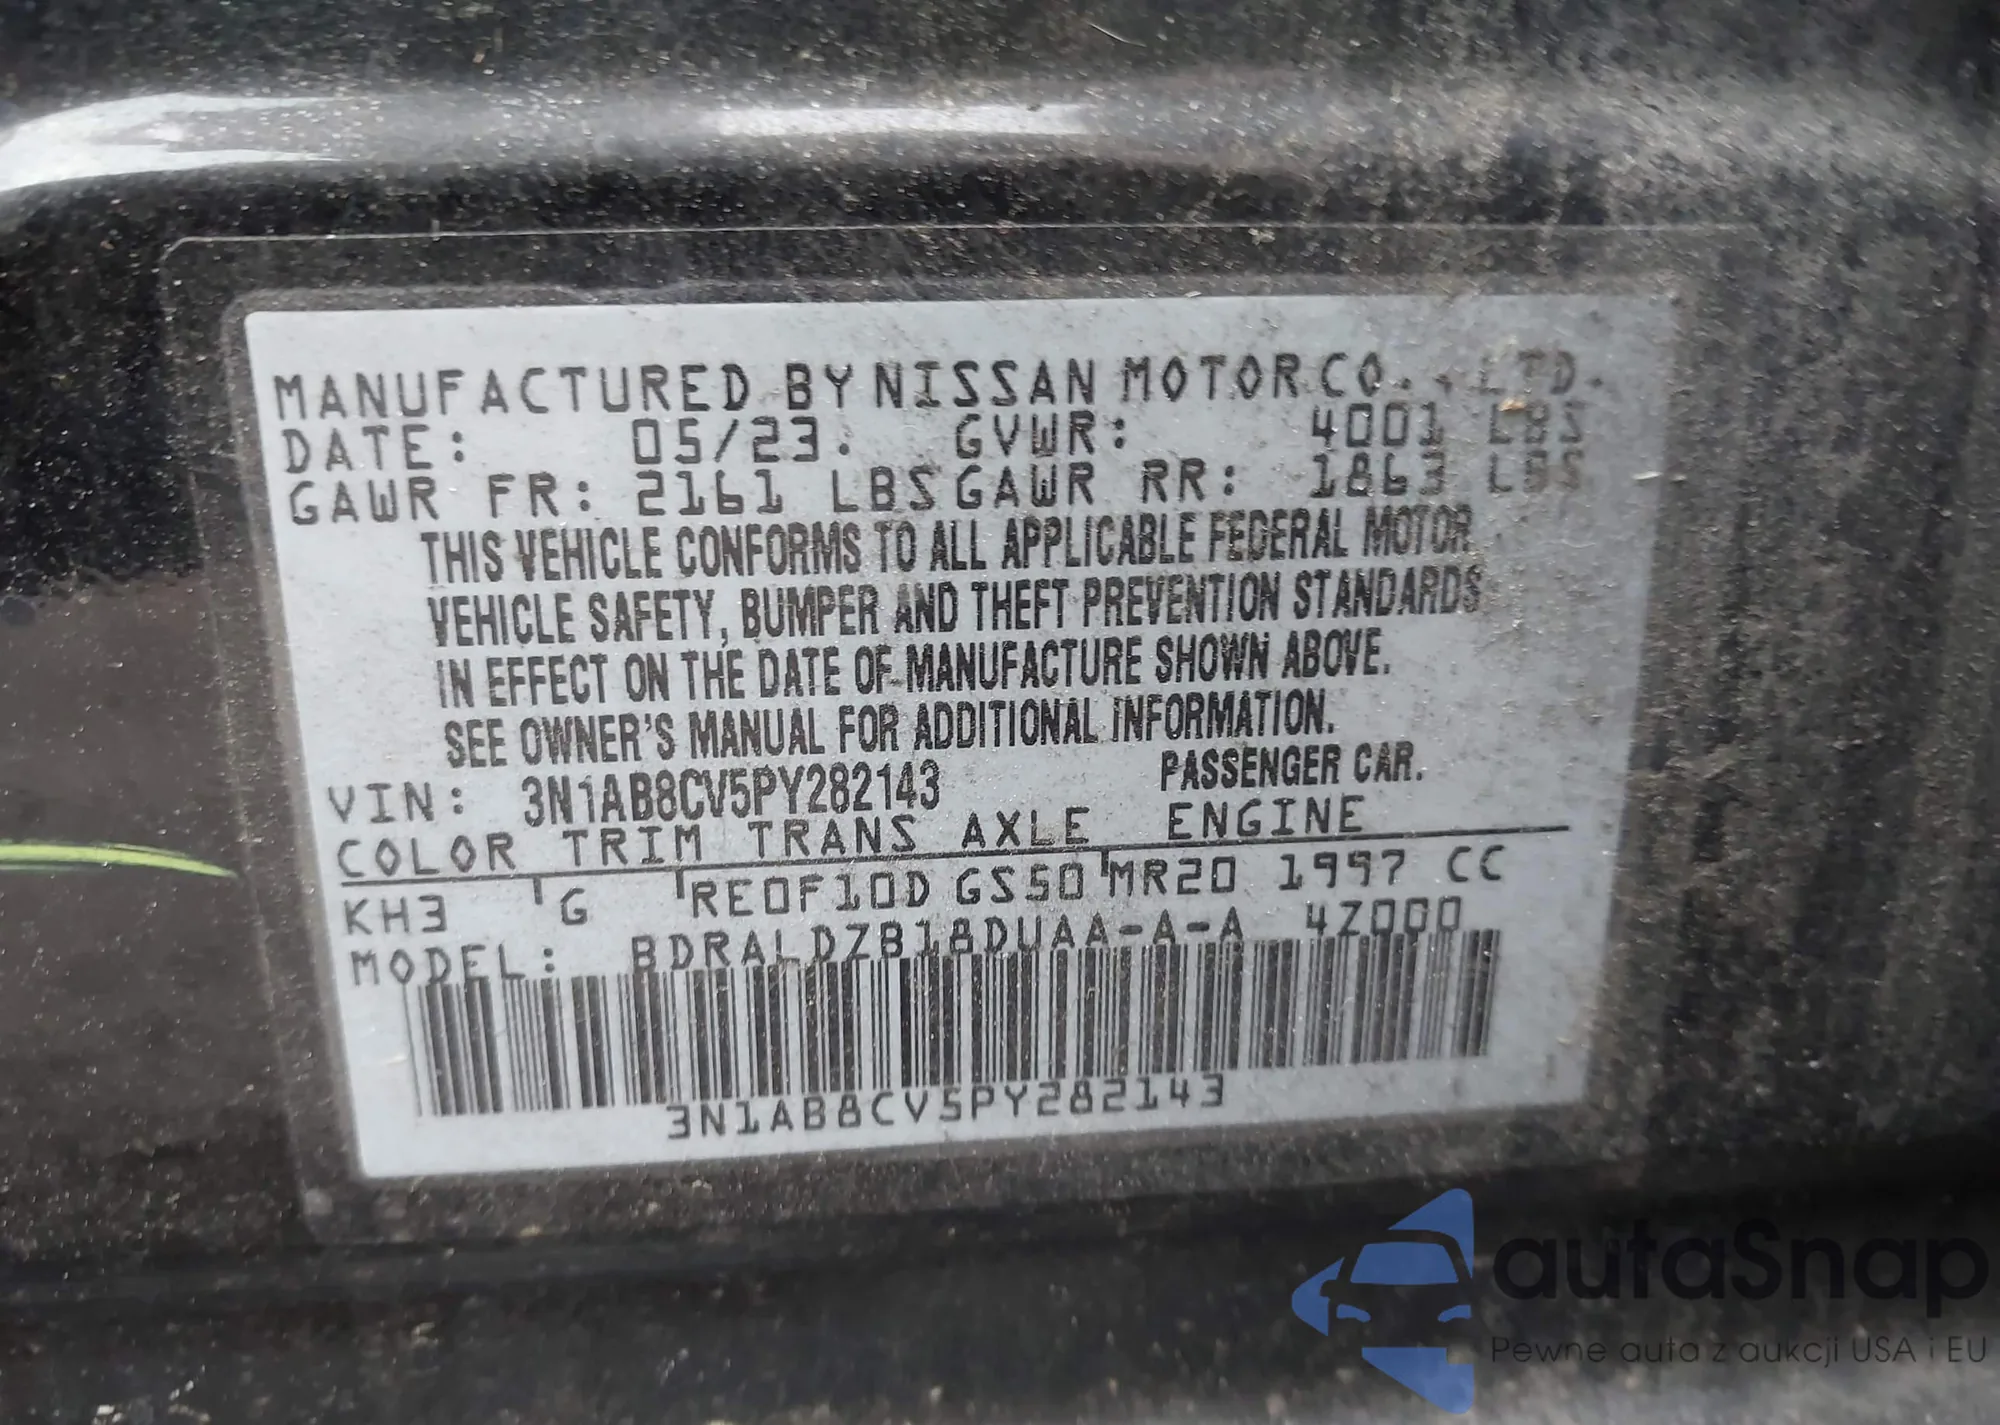 MANUFACTURED BY NISSAN MOTOR CO., LTD.
DATE: 05/23. GVWR: 4001 LBS
GAWR FR: 2161 LBS GAWR RR: 1863 LBS
THIS VEHICLE CONFORMS TO ALL APPLICABLE FEDERAL MOTOR
VEHICLE SAFETY, BUMPER AND THEFT PREVENTION STANDARDS
IN EFFECT ON THE DATE OF MANUFACTURE SHOWN ABOVE.
SEE OWNER'S MANUAL FOR ADDITIONAL INFORMATION.
VIN: 3N1AB8CV5PY282143 PASSENGER CAR.
COLOR TRIM TRANS AXLE ENGINE
KH3 G RE0F10D GS50 MR20 1997 CC
MODEL: BDRALDZB18DUAA-A-A 4Z000
3N1AB8CV5PY282143
autaSnap
Pewne auta z aukcji USA i EU